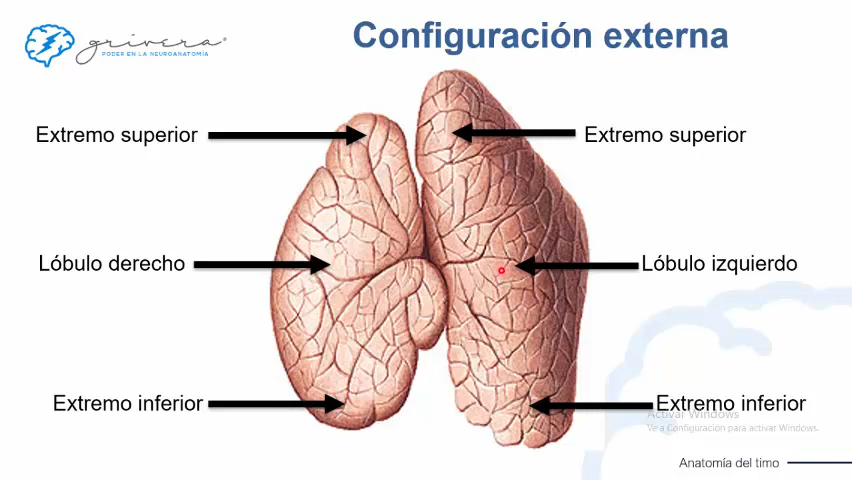 grivera®
PODER EN LA NEUROANATOMÍA
Configuración externa
Extremo superior
Extremo superior
Lóbulo derecho
Lóbulo izquierdo
Extremo inferior
Extremo inferior
Activar Windows
Ve a Configuración para activar Windows.
Anatomía del timo